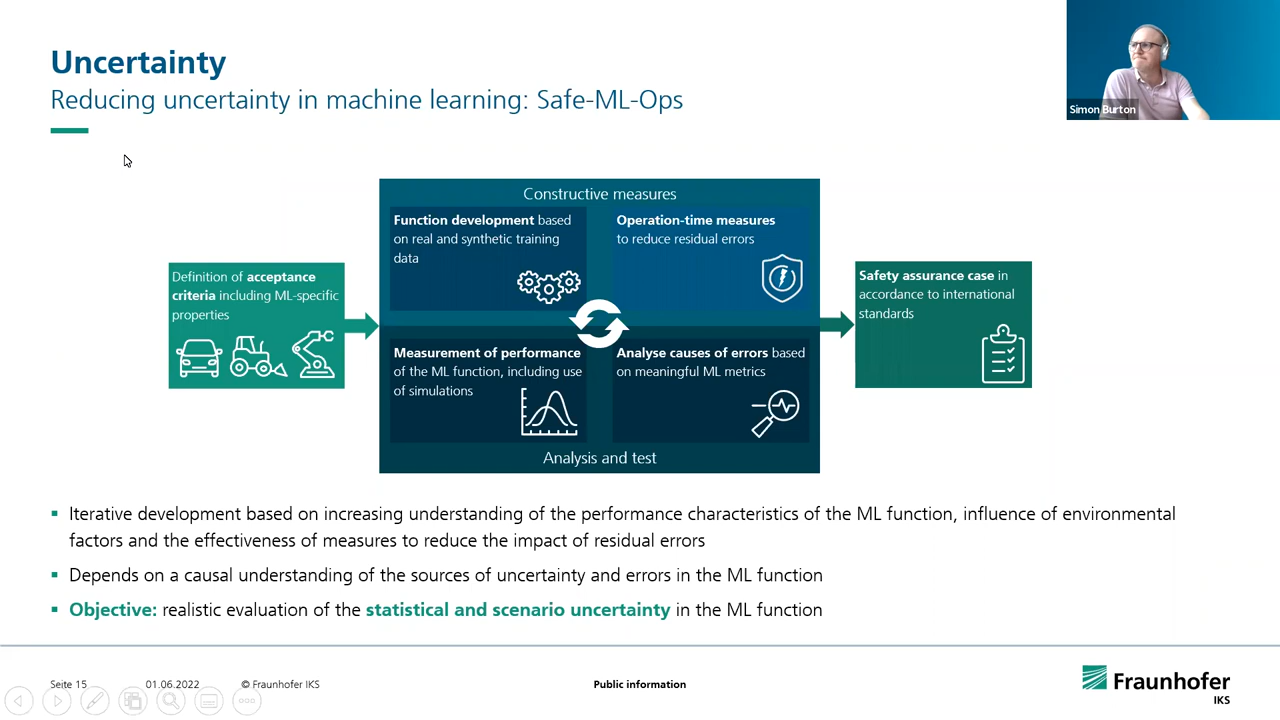 Uncertainty
Reducing uncertainty in machine learning: Safe-ML-Ops
Simon Burton
Constructive measures
Function development based
on real and synthetic training
data
Operation-time measures
to reduce residual errors
Definition of acceptance
criteria including ML-specific
properties
Safety assurance case in
accordance to international
standards
Measurement of performance
of the ML function, including use
of simulations
Analyse causes of errors based
on meaningful ML metrics
Analysis and test
▪ Iterative development based on increasing understanding of the performance characteristics of the ML function, influence of environmental
factors and the effectiveness of measures to reduce the impact of residual errors
▪ Depends on a causal understanding of the sources of uncertainty and errors in the ML function
▪ Objective: realistic evaluation of the statistical and scenario uncertainty in the ML function
Seite 15 01.06.2022 © Fraunhofer IKS Public information
Fraunhofer
IKS